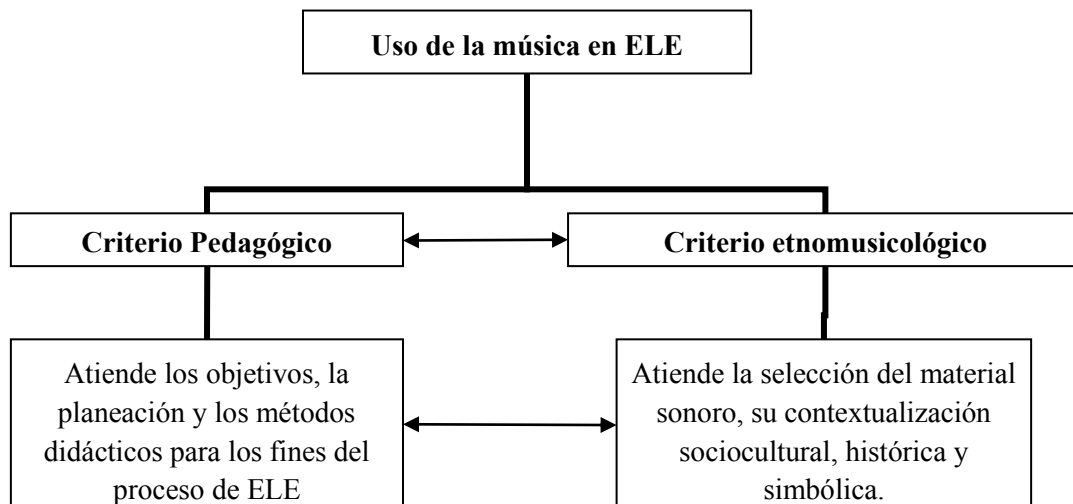 Uso de la música en ELE
Criterio Pedagógico
Criterio etnomusicológico
Atiende los objetivos, la
planeación y los métodos
didácticos para los fines del
proceso de ELE
Atiende la selección del material
sonoro, su contextualización
sociocultural, histórica y
simbólica.